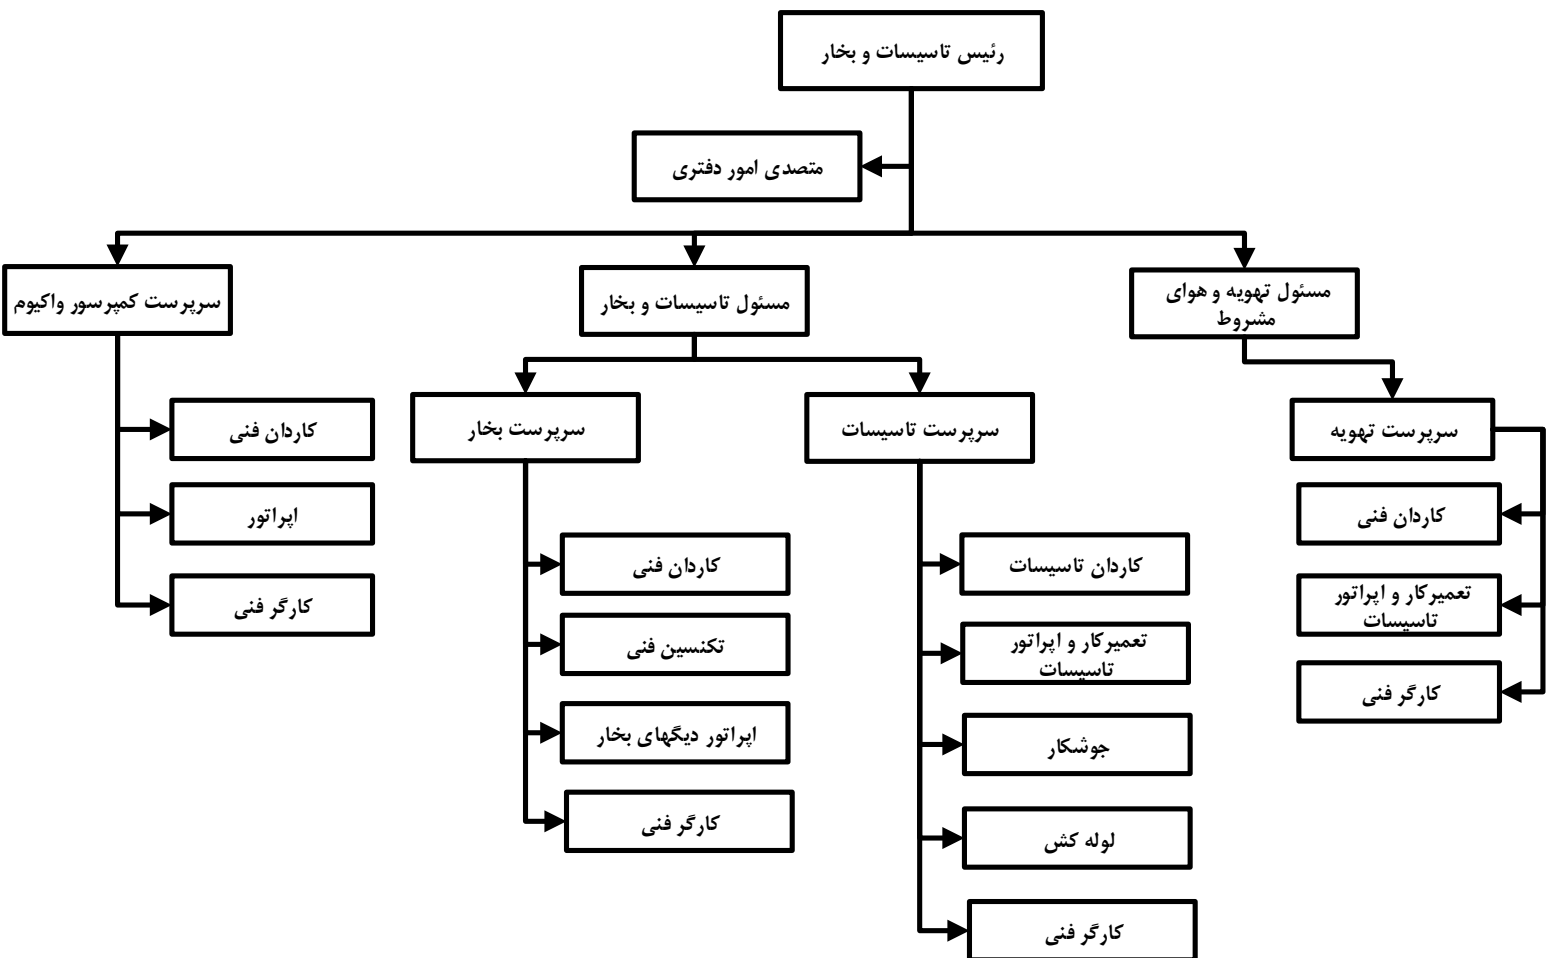 رئیس تاسیسات و بخار
متصدی امور دفتری
مسئول تهویه و هوای
مشروط
مسئول تاسیسات و بخار
سرپرست کمپرسور واکیوم
سرپرست تهویه
کاردان فنی
تعمیرکار و اپراتور
تاسیسات
کارگر فنی
سرپرست تاسیسات
کاردان تاسیسات
تعمیرکار و اپراتور
تاسیسات
جوشکار
لوله کش
کارگر فنی
سرپرست بخار
کاردان فنی
تکنسین فنی
اپراتور دیگهای بخار
کارگر فنی
کاردان فنی
اپراتور
کارگر فنی